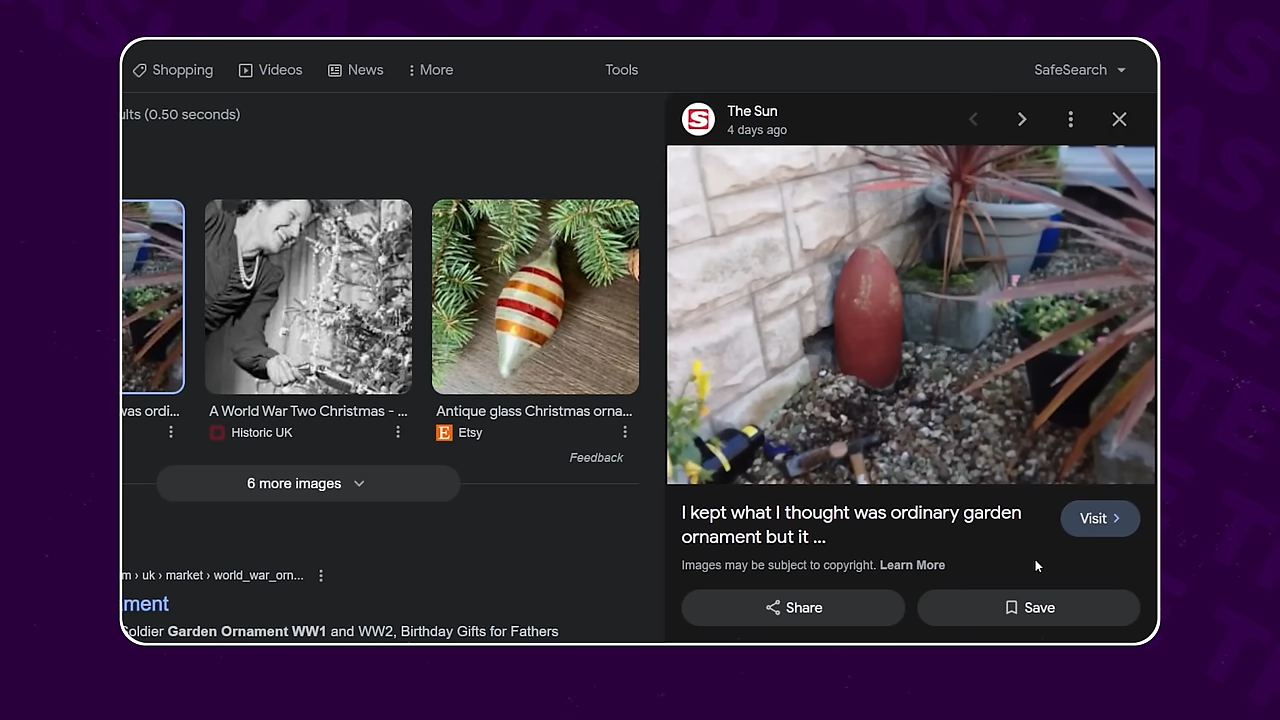 Shopping
Videos
News
More
Tools
SafeSearch
ults (0.50 seconds)
was ordi...
A World War Two Christmas - ...
Historic UK
Antique glass Christmas orna...
E Etsy
Feedback
6 more images
m › uk › market › world_war_orn...
ment
Soldier Garden Ornament WW1 and WW2, Birthday Gifts for Fathers
S
The Sun
4 days ago
I kept what I thought was ordinary garden
ornament but it ...
Visit
Images may be subject to copyright. Learn More
Share
Save